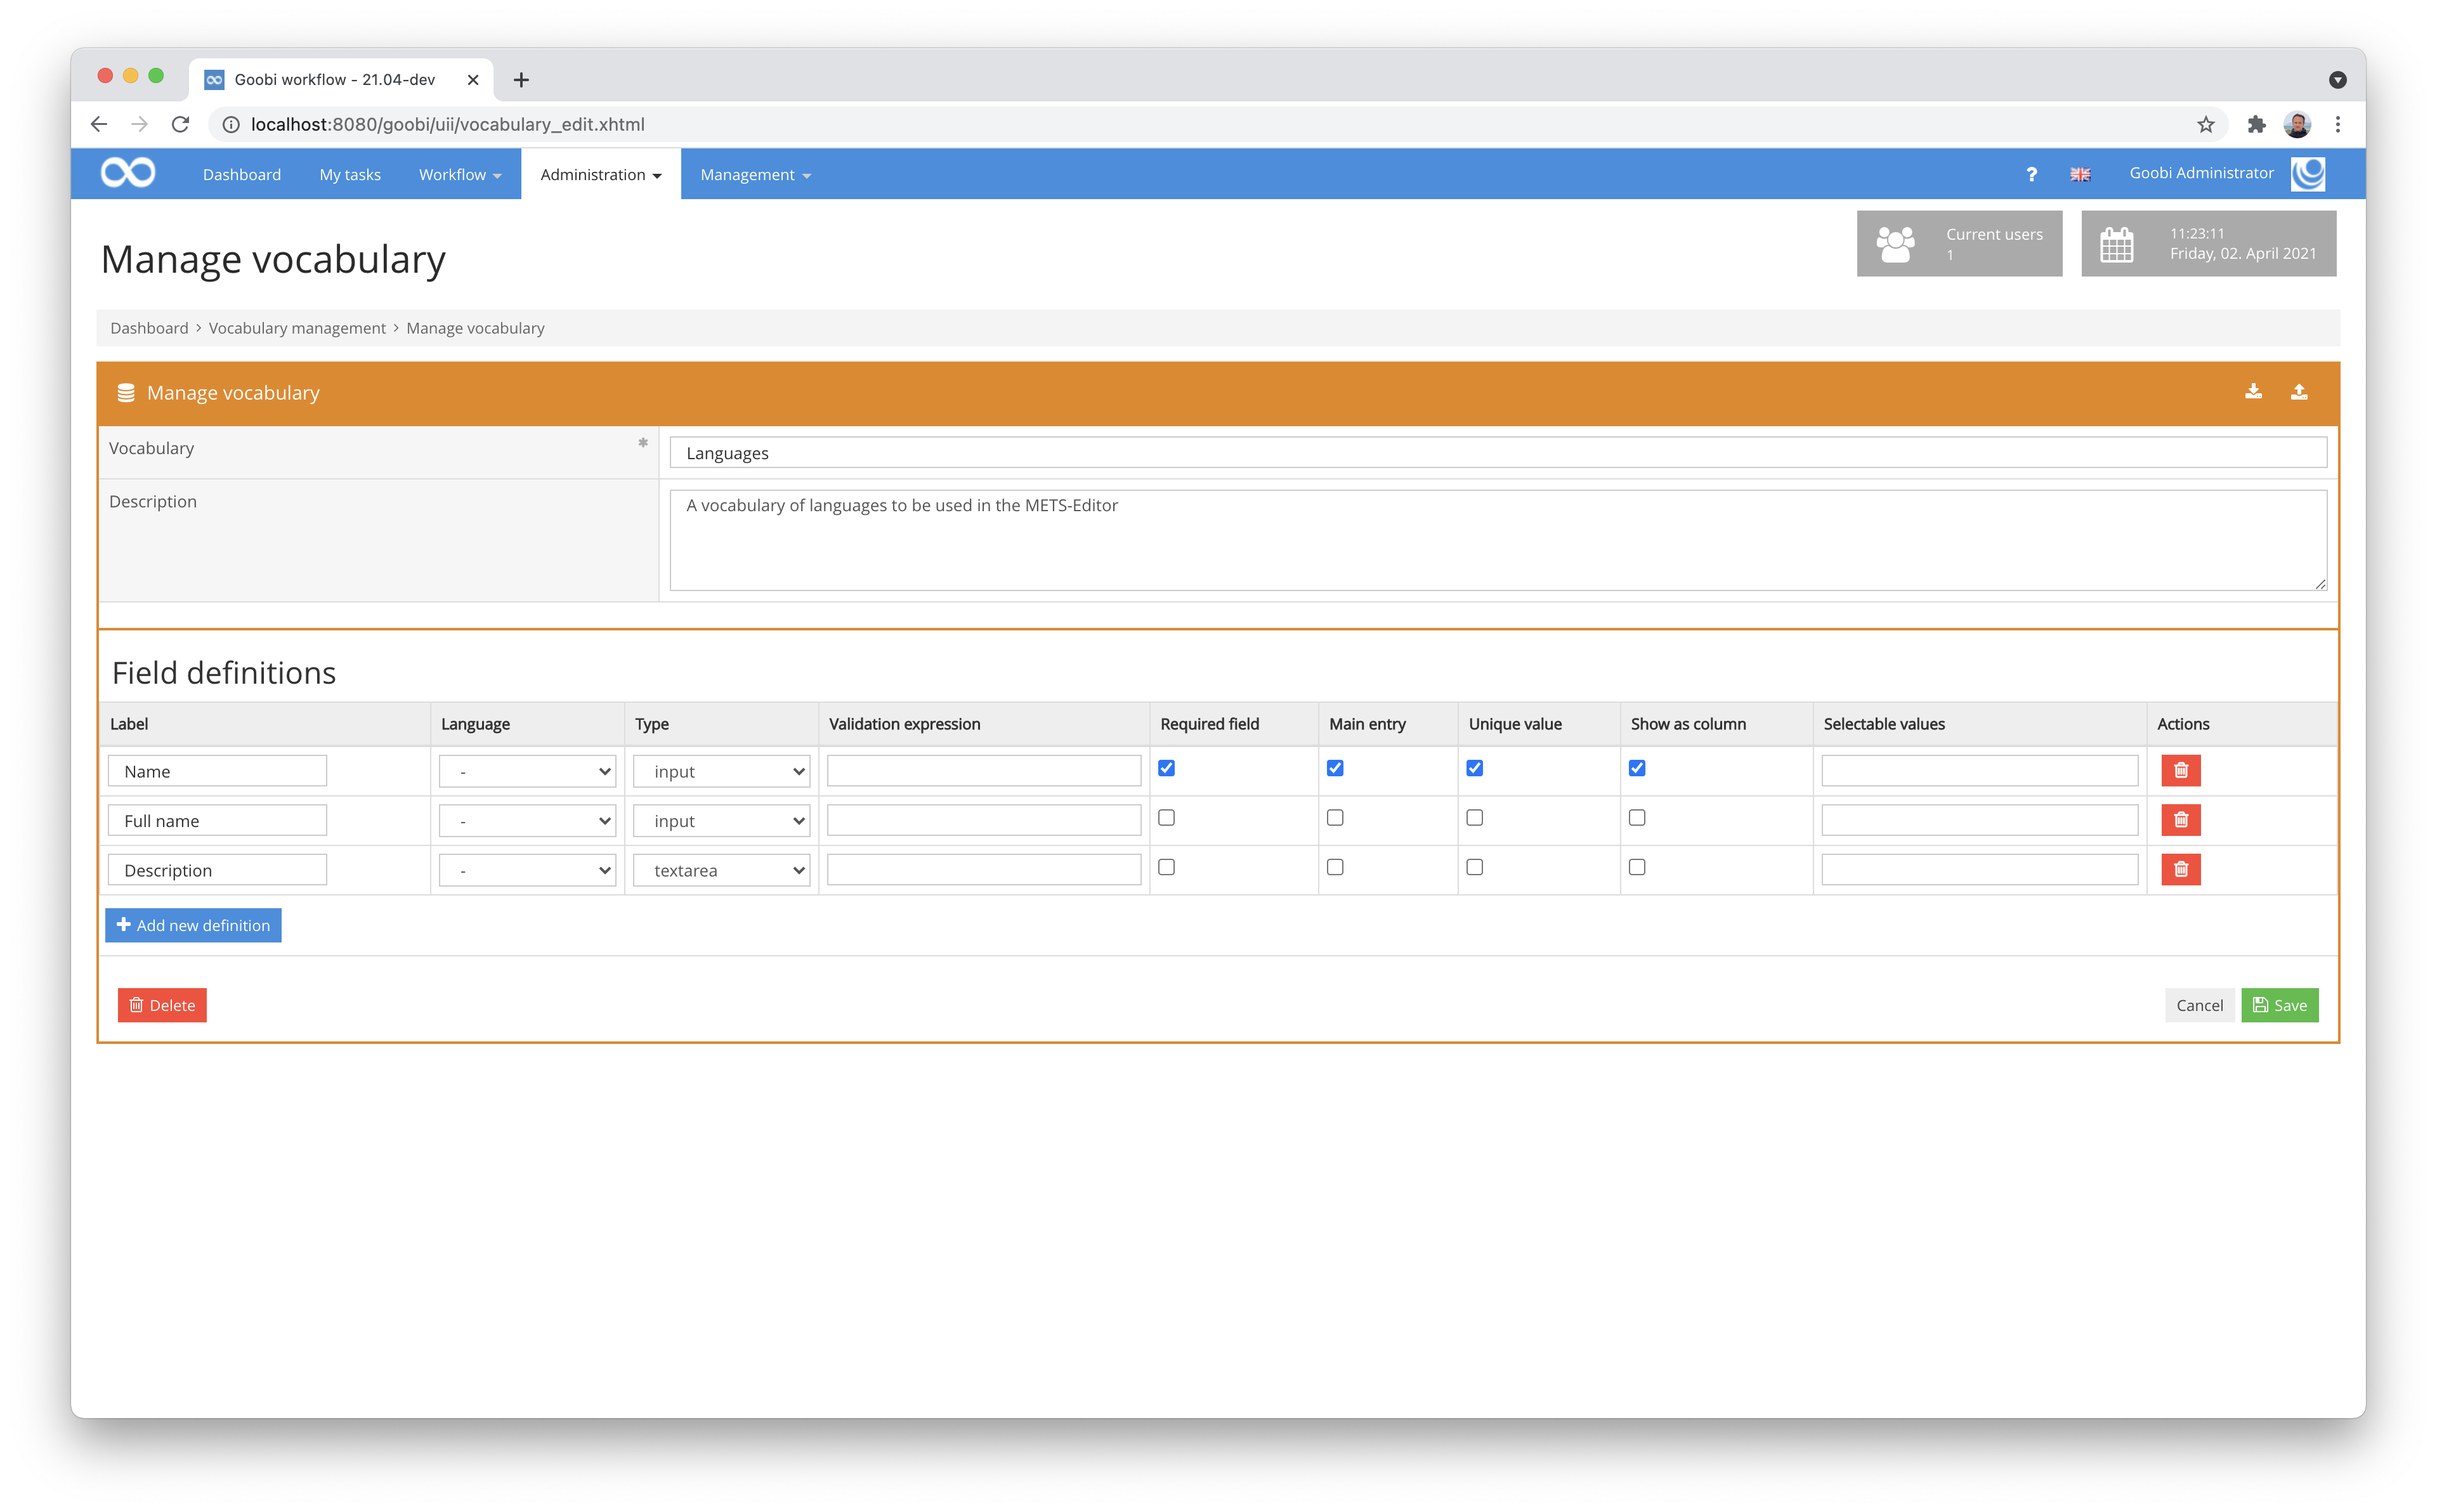 Goobi workflow - 21.04-dev
localhost:8080/goobi/uii/vocabulary_edit.xhtml
Dashboard My tasks Workflow Administration Management ? Goobi Administrator
Manage vocabulary
Current users
1
11:23:11
Friday, 02. April 2021
Dashboard > Vocabulary management > Manage vocabulary
Manage vocabulary
Vocabulary * Languages
Description A vocabulary of languages to be used in the METS-Editor
Field definitions
Label Language Type Validation expression Required field Main entry Unique value Show as column Selectable values Actions
Name - input
Full name - input
Description - textarea
+ Add new definition
Delete Cancel Save